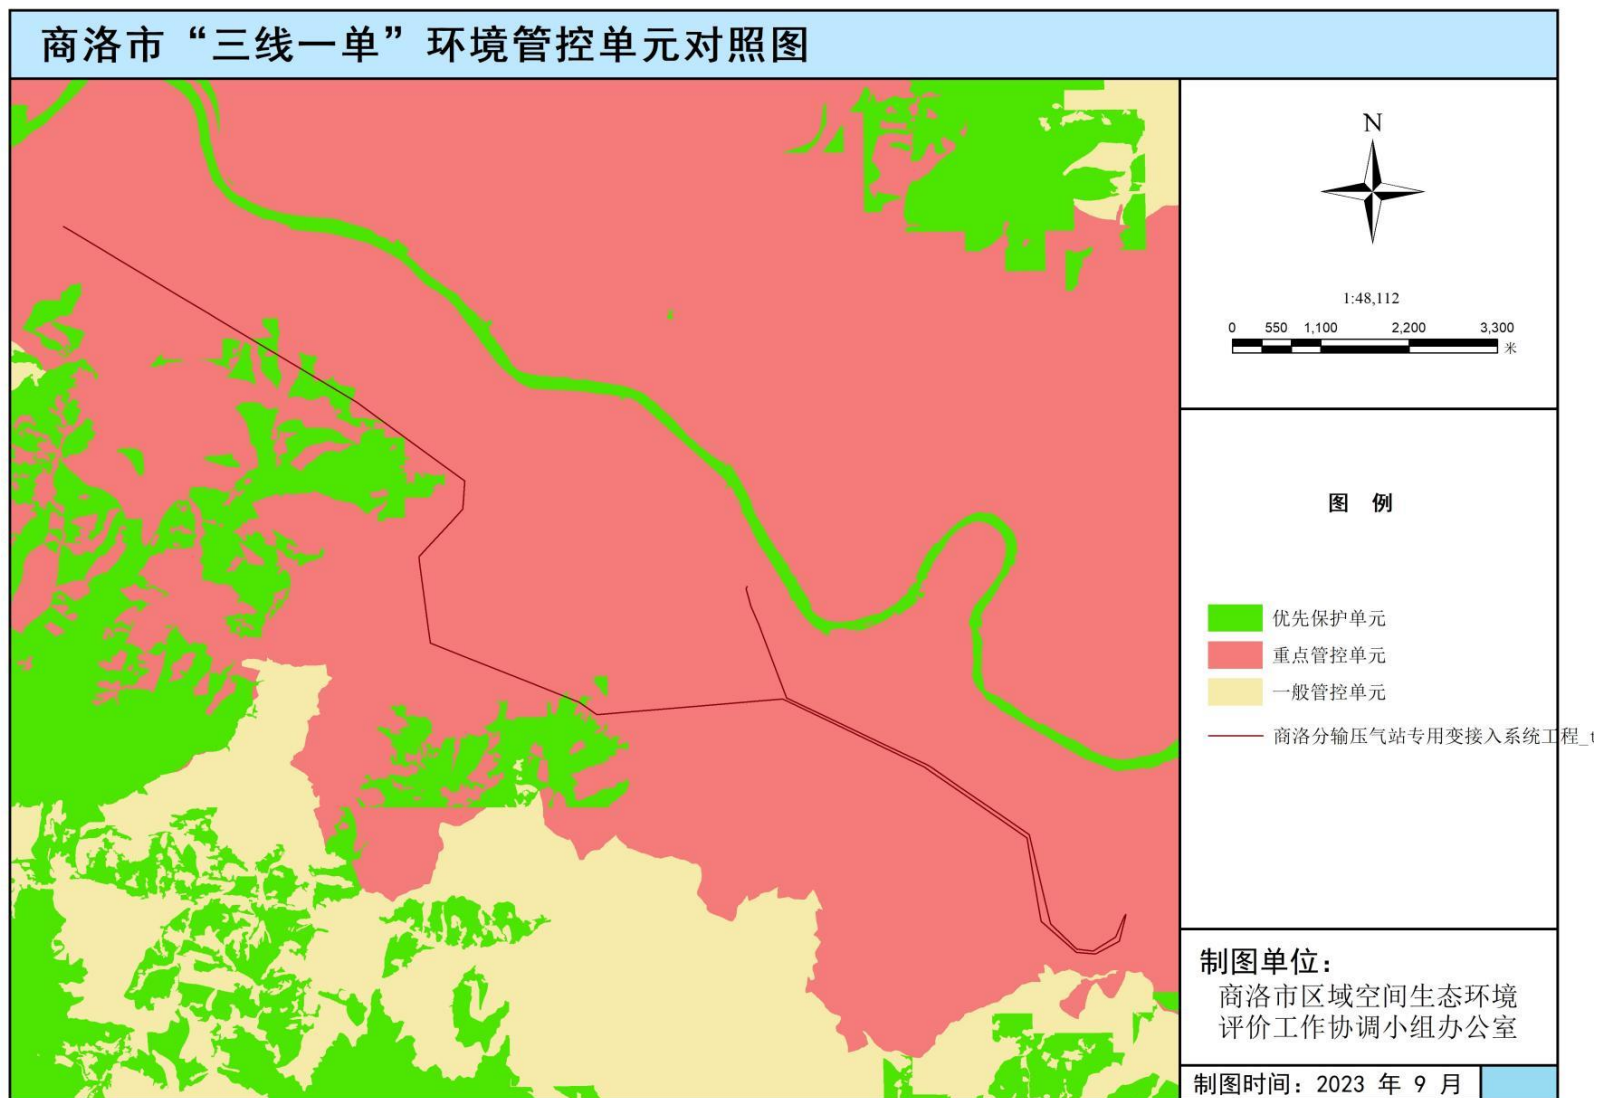 商洛市“三线一单”环境管控单元对照图
N
1:48,112
0 550 1,100 2,200 3,300
米
图 例
优先保护单元
重点管控单元
一般管控单元
商洛分输压气站专用变接入系统工程_t
制图单位：
商洛市区域空间生态环境
评价工作协调小组办公室
制图时间：2023 年 9 月